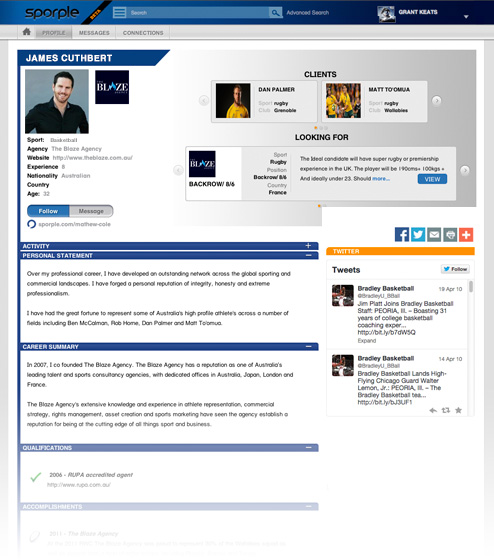 sporple BETA
Search
Advanced Search
GRANT KEATS
PROFILE MESSAGES CONNECTIONS
JAMES CUTHBERT
BLAZE
Sport Basketball
Agency The Blaze Agency
Website http://www.theblaze.com.au/
Experience 8
Nationality Australian
Country
Age: 32
Follow Message
sporple.com/mathew-cole
CLIENTS
DAN PALMER
Sport rugby
Club Grenoble
MATT TO'OMUA
Sport rugby
Club Wallabies
LOOKING FOR
BLAZE
BACKROW/ 8/6
Sport
Rugby
Position
Backrow/ 8/6
Country
France
The Ideal candidate will have super rugby or premiership
experience in the UK. The player will be 190cms+ 100kgs +
And ideally under 23. Should more...
VIEW
ACTIVITY
PERSONAL STATEMENT
Over my professional career, I have developed an outstanding network across the global sporting and
commercial landscapes. I have forged a personal reputation of integrity, honesty and extreme
professionalism.
I have had the great fortune to represent some of Australia's high profile athlete's across a number of
fields including Ben McCalman, Rob Horne, Dan Palmer and Matt To'omua.
CAREER SUMMARY
In 2007, I co founded The Blaze Agency. The Blaze Agency has a reputation as one of Australia's
leading talent and sports consultancy agencies, with dedicated offices in Australia, Japan, London and
France.
The Blaze Agency's extensive knowledge and experience in athlete representation, commercial
strategy, rights management, asset creation and sports marketing have seen the agency establish a
reputation for being at the cutting edge of all things sport and business.
QUALIFICATIONS
2006 - RUPA accredited agent
http://www.rupa.com.au/
ACCOMPLISHMENTS
2011 - The Blaze Agency
TWITTER
Tweets
Follow
Bradley Basketball 19 Apr 10
@BradleyU_BBall
Jim Platt Joins Bradley Basketball
Staff: PEORIA, Ill. – Boasting 31
years of college basketball
coaching exper...
http://bit.ly/b7dW5Q
Expand
Bradley Basketball 14 Apr 10
@BradleyU_BBall
Bradley Basketball Lands High-
Flying Chicago Guard Walter
Lemon, Jr.: PEORIA, Ill. – The
Bradley Basketball tea...
http://bit.ly/bJ3UF1